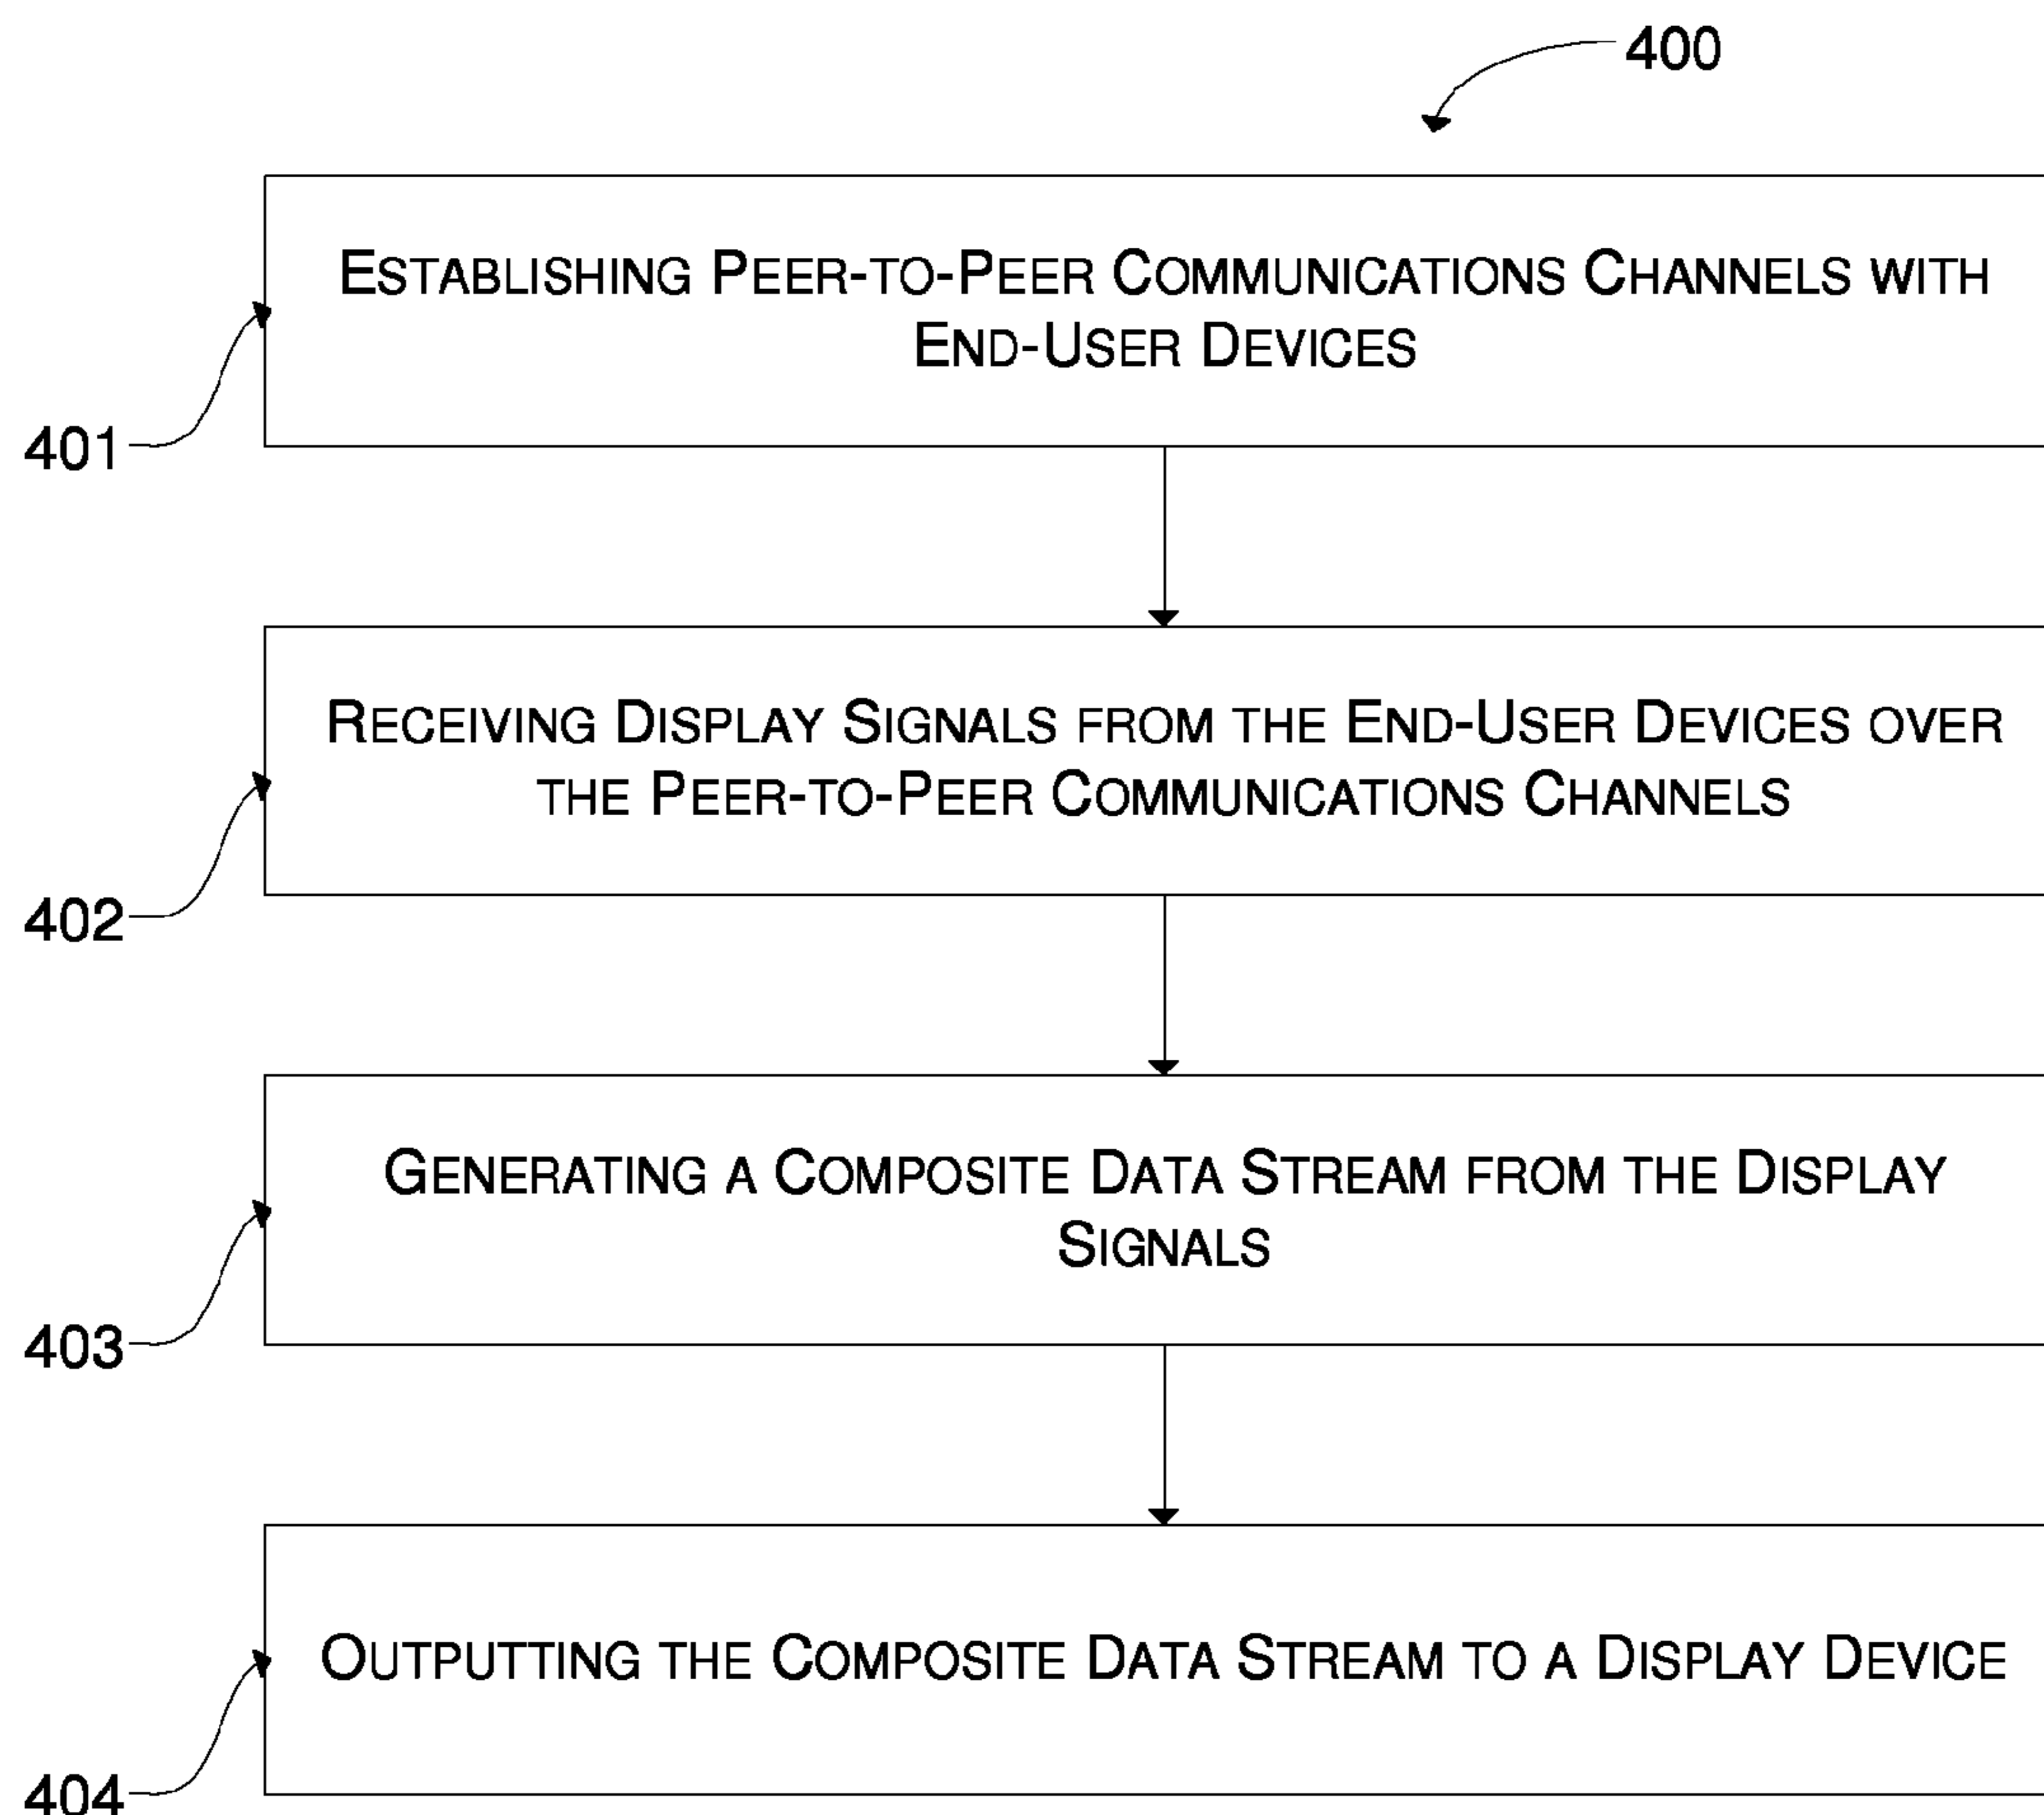 400
ESTABLISHING PEER-TO-PEER COMMUNICATIONS CHANNELS WITH
END-USER DEVICES
401
RECEIVING DISPLAY SIGNALS FROM THE END-USER DEVICES OVER
THE PEER-TO-PEER COMMUNICATIONS CHANNELS
402
GENERATING A COMPOSITE DATA STREAM FROM THE DISPLAY
SIGNALS
403
OUTPUTTING THE COMPOSITE DATA STREAM TO A DISPLAY DEVICE
404